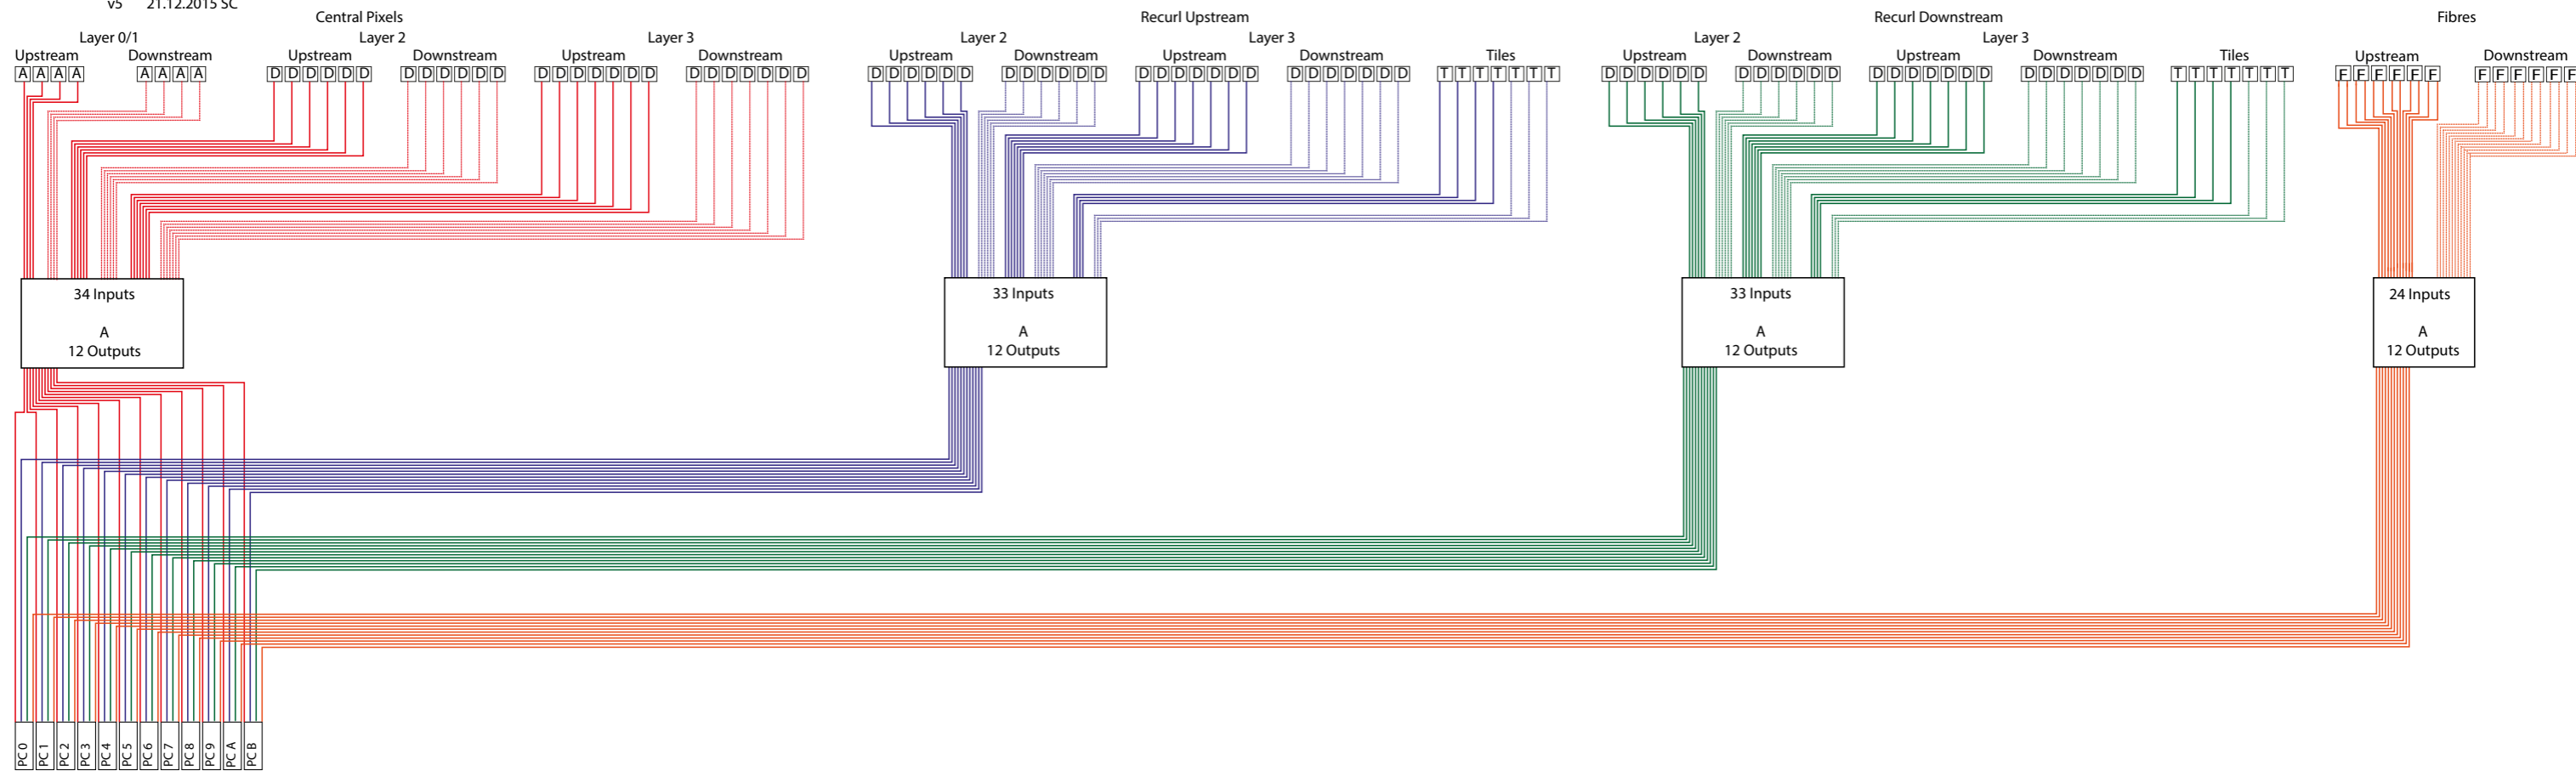 v5 21.12.2015 SC
Central Pixels Recurl Upstream Recurl Downstream Fibres
Layer 0/1 Layer 2 Layer 3 Layer 2 Layer 3 Layer 2 Layer 3
Upstream Downstream Upstream Downstream Upstream Downstream Upstream Downstream Upstream Downstream Tiles Upstream Downstream Upstream Downstream Tiles Upstream Downstream
A A A A A A A A D D D D D D D D D D D D D D D D D D D D D D D D D D D D D D D D D D D D D D D D D D D D T T T T T T T D D D D D D D D D D D D D D D D D D D D D D D D D D T T T T T T T F F F F F F F F F F F F
34 Inputs 33 Inputs 33 Inputs 24 Inputs
A A A A
12 Outputs 12 Outputs 12 Outputs 12 Outputs
PC 0
PC 1
PC 2
PC 3
PC 4
PC 5
PC 6
PC 7
PC 8
PC 9
PC A
PC B